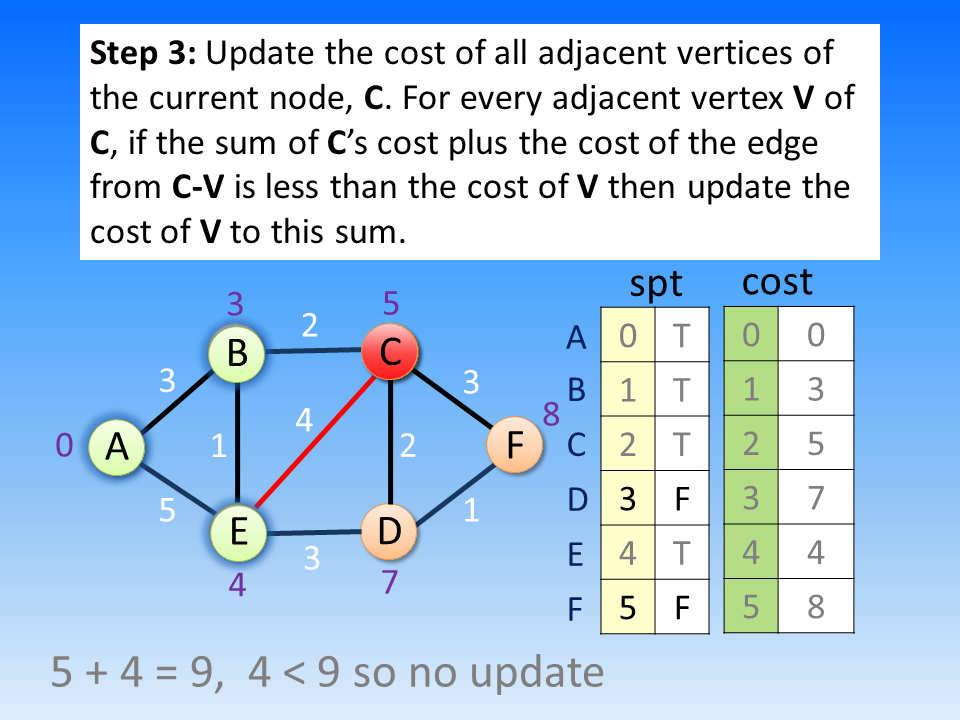 Step 3: Update the cost of all adjacent vertices of
the current node, C. For every adjacent vertex V of
C, if the sum of C’s cost plus the cost of the edge
from C-V is less than the cost of V then update the
cost of V to this sum.
spt cost
3 2 5
B C
3 4 3
0 A 1 2 F 8
5 E D 1
4 3 7
A 0 T 0 0
B 1 T 1 3
C 2 T 2 5
D 3 F 3 7
E 4 T 4 4
F 5 F 5 8
5 + 4 = 9, 4 < 9 so no update